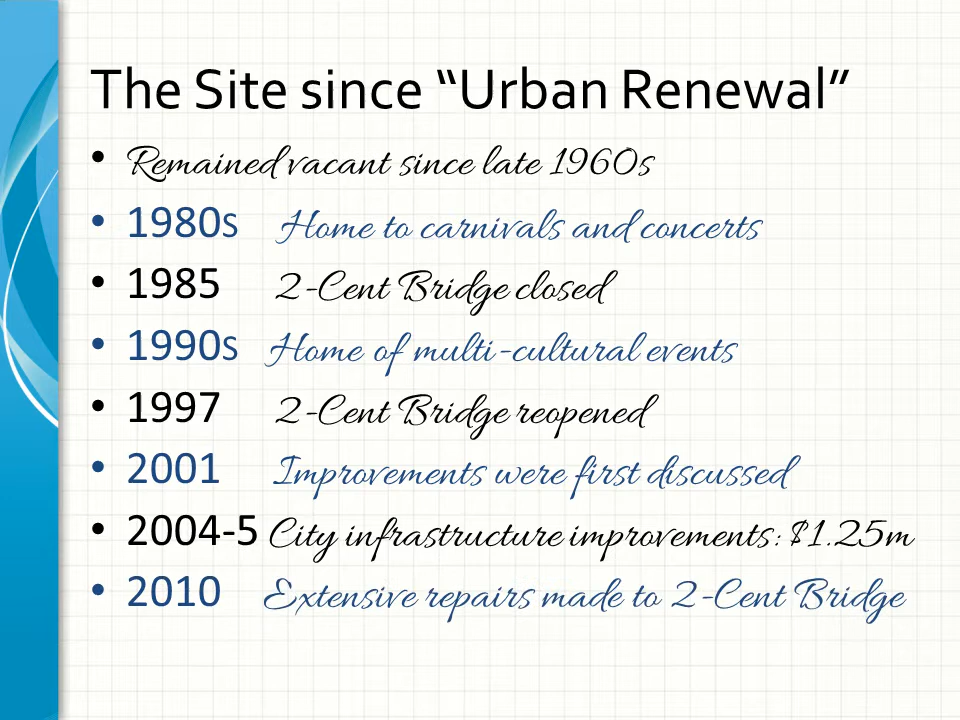 The Site since “Urban Renewal”
• Remained vacant since late 1960s
• 1980s Home to carnivals and concerts
• 1985 2-Cent Bridge closed
• 1990s Home of multi-cultural events
• 1997 2-Cent Bridge reopened
• 2001 Improvements were first discussed
• 2004-5 City infrastructure improvements: $1.25m
• 2010 Extensive repairs made to 2-Cent Bridge